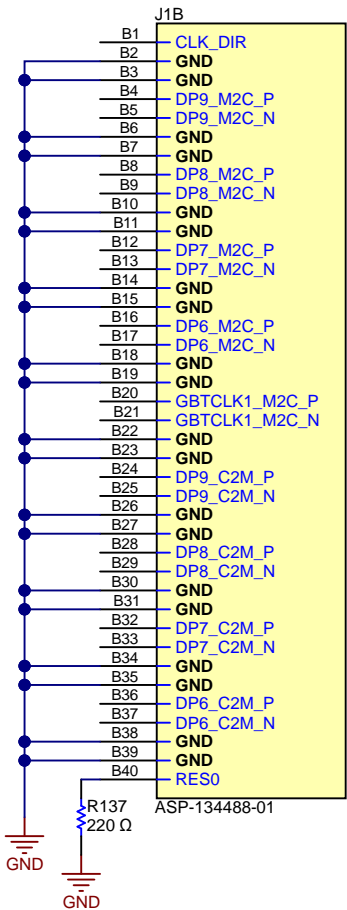 J1B
B1 CLK_DIR
B2 GND
B3 GND
B4 DP9_M2C_P
B5 DP9_M2C_N
B6 GND
B7 GND
B8 DP8_M2C_P
B9 DP8_M2C_N
B10 GND
B11 GND
B12 DP7_M2C_P
B13 DP7_M2C_N
B14 GND
B15 GND
B16 DP6_M2C_P
B17 DP6_M2C_N
B18 GND
B19 GND
B20 GBTCLK1_M2C_P
B21 GBTCLK1_M2C_N
B22 GND
B23 GND
B24 DP9_C2M_P
B25 DP9_C2M_N
B26 GND
B27 GND
B28 DP8_C2M_P
B29 DP8_C2M_N
B30 GND
B31 GND
B32 DP7_C2M_P
B33 DP7_C2M_N
B34 GND
B35 GND
B36 DP6_C2M_P
B37 DP6_C2M_N
B38 GND
B39 GND
B40 RES0
R137 ASP-134488-01
220 Ω
GND
GND